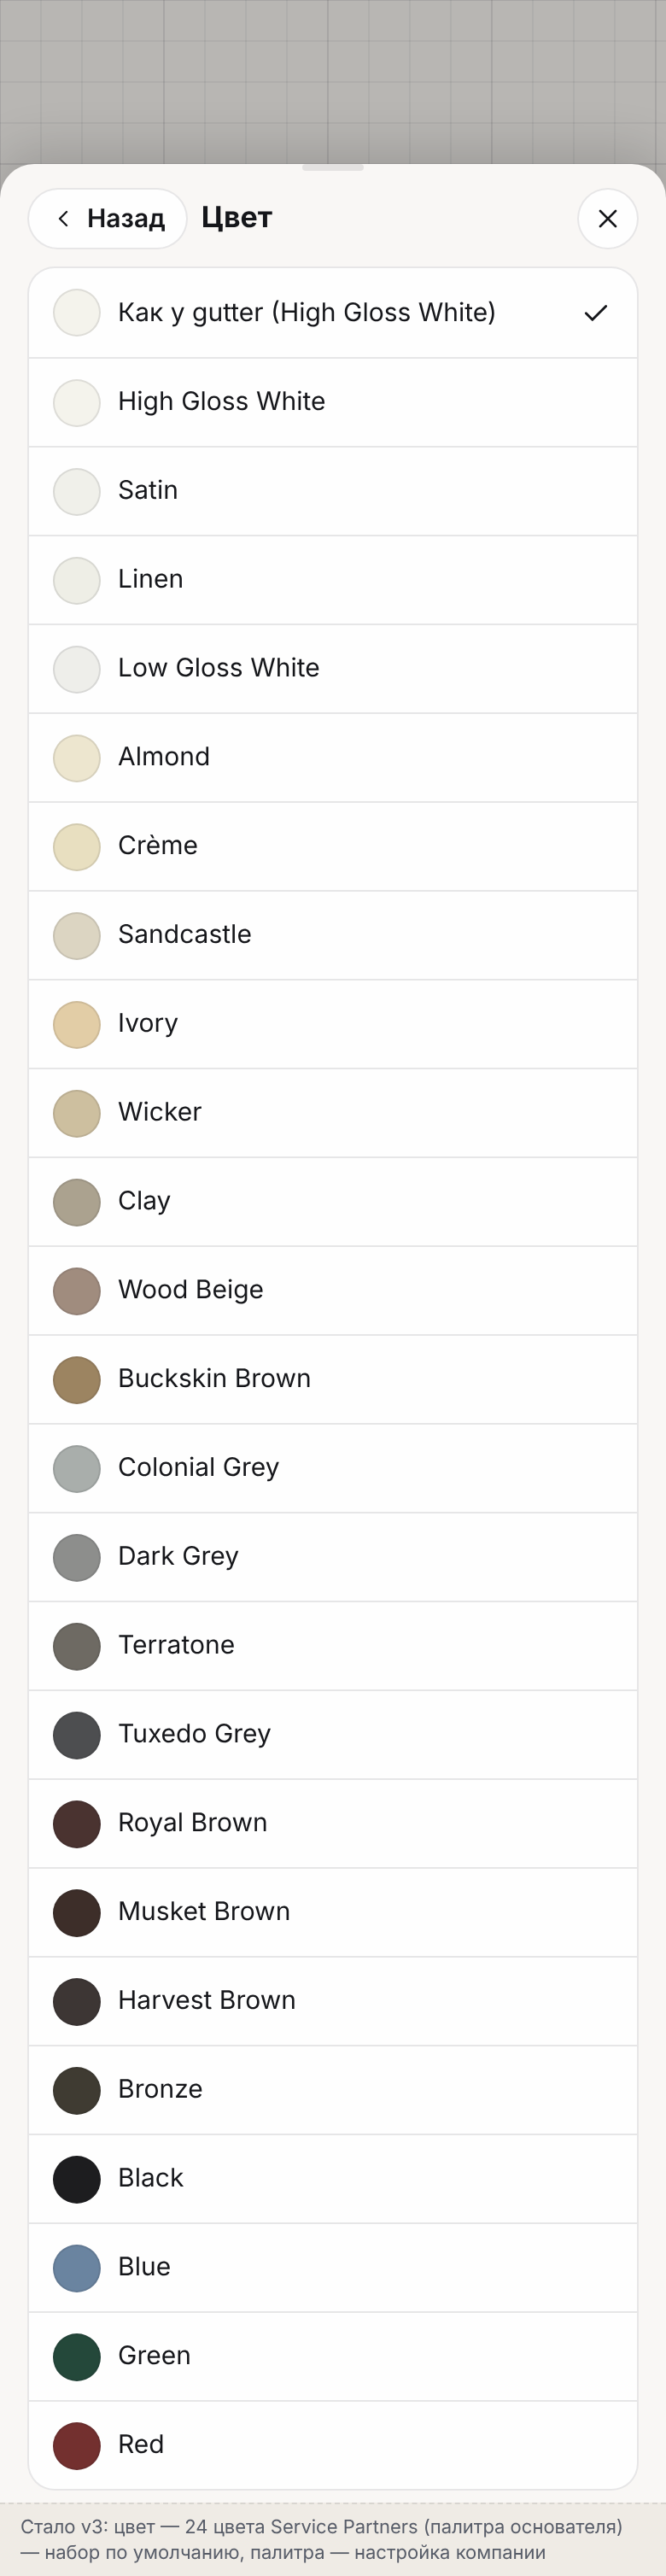 Назад
Цвет
Как у gutter (High Gloss White)
High Gloss White
Satin
Linen
Low Gloss White
Almond
Crème
Sandcastle
Ivory
Wicker
Clay
Wood Beige
Buckskin Brown
Colonial Grey
Dark Grey
Terratone
Tuxedo Grey
Royal Brown
Musket Brown
Harvest Brown
Bronze
Black
Blue
Green
Red
Стало v3: цвет — 24 цвета Service Partners (палитра основателя)
— набор по умолчанию, палитра — настройка компании